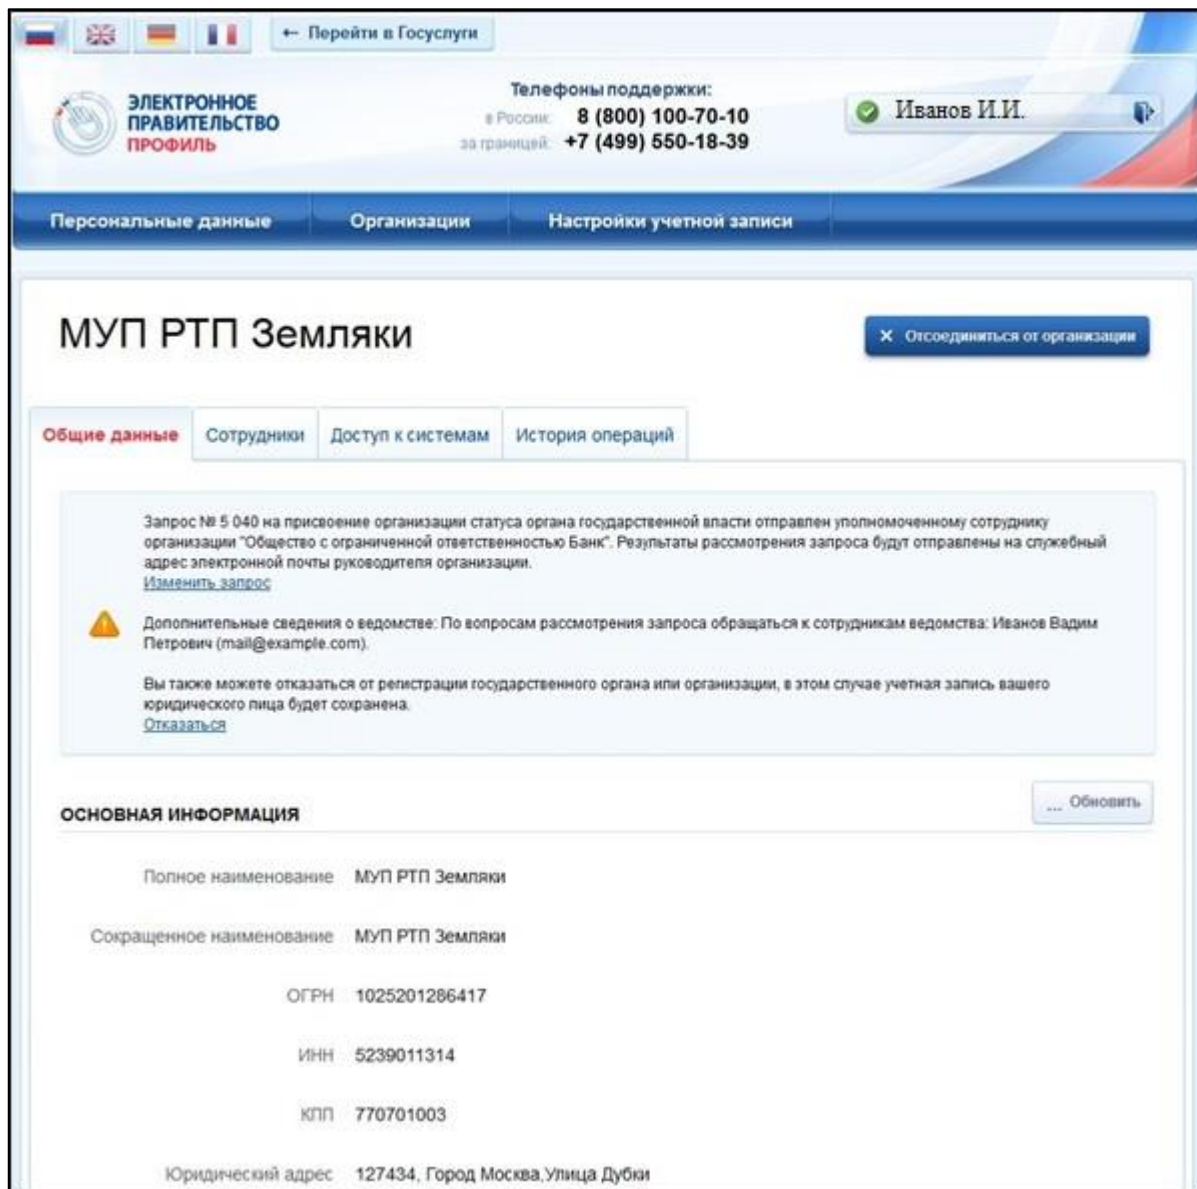 ← Перейти в Госуслуги
ЭЛЕКТРОННОЕ
ПРАВИТЕЛЬСТВО
ПРОФИЛЬ
Телефоны поддержки:
в России: 8 (800) 100-70-10
за границей: +7 (499) 550-18-39
Иванов И.И.
Персональные данные Организации Настройки учетной записи
МУП РТП Земляки
× Отсоединиться от организации
Общие данные Сотрудники Доступ к системам История операций
Запрос № 5 040 на присвоение организации статуса органа государственной власти отправлен уполномоченному сотруднику
организации "Общество с ограниченной ответственностью Банк". Результаты рассмотрения запроса будут отправлены на служебный
адрес электронной почты руководителя организации.
Изменить запрос
Дополнительные сведения о ведомстве: По вопросам рассмотрения запроса обращаться к сотрудникам ведомства: Иванов Вадим
Петрович (mail@example.com).
Вы также можете отказаться от регистрации государственного органа или организации, в этом случае учетная запись вашего
юридического лица будет сохранена.
Отказаться
ОСНОВНАЯ ИНФОРМАЦИЯ
... Обновить
Полное наименование МУП РТП Земляки
Сокращенное наименование МУП РТП Земляки
ОГРН 1025201286417
ИНН 5239011314
КПП 770701003
Юридический адрес 127434, Город Москва,Улица Дубки